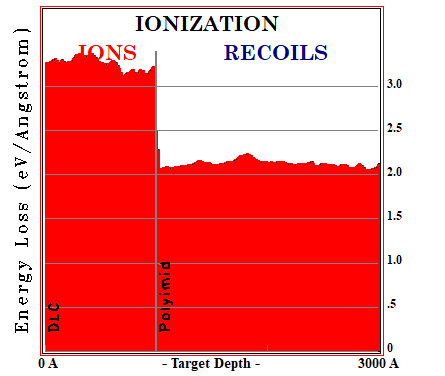 IONIZATION
IONS RECOILS
Energy Loss (eV/Angstrom)
3.0
2.5
2.0
1.5
1.0
.5
0
DLC
Polyimid
0 A - Target Depth - 3000 A